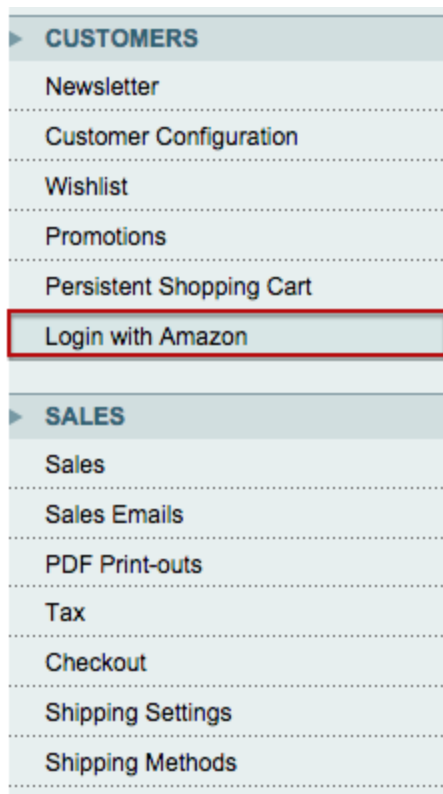 CUSTOMERS
Newsletter
Customer Configuration
Wishlist
Promotions
Persistent Shopping Cart
Login with Amazon
SALES
Sales
Sales Emails
PDF Print-outs
Tax
Checkout
Shipping Settings
Shipping Methods